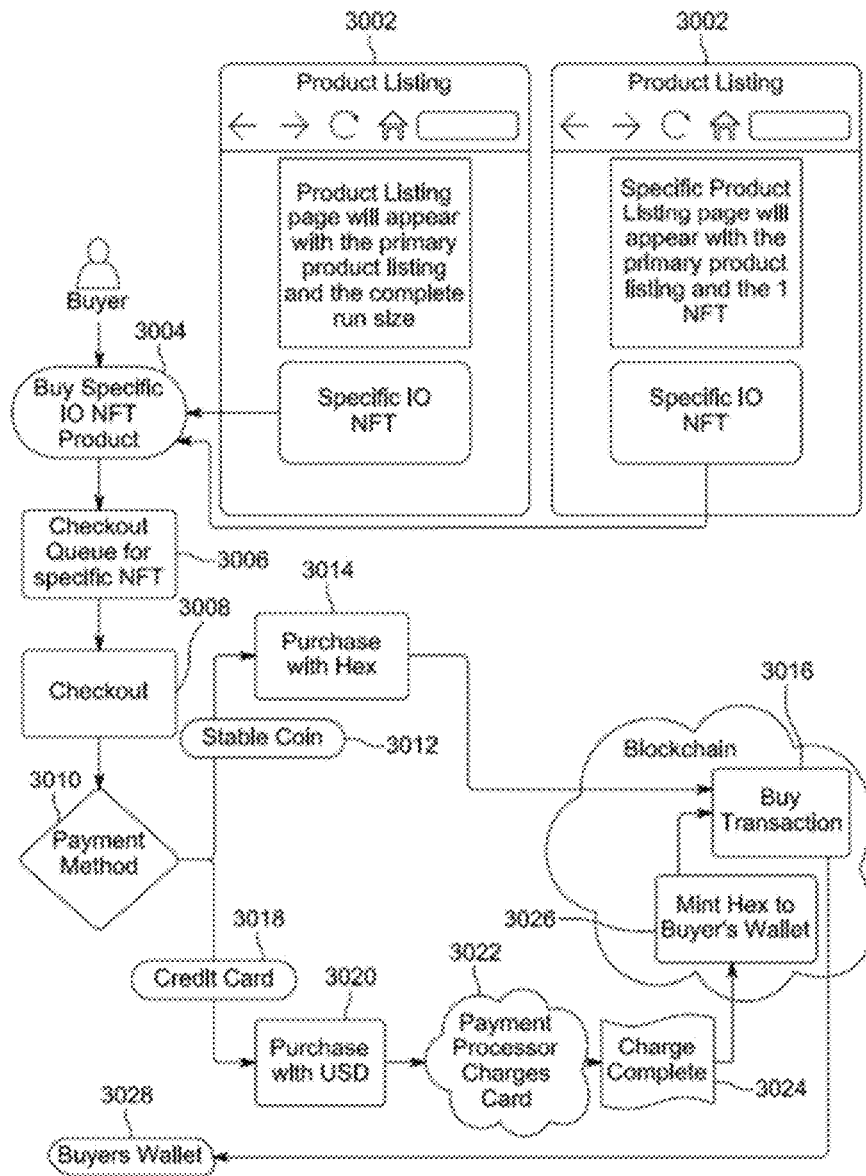 3002
3002
Product Listing
Product Listing
Product Listing
page will appear
with the primary
product listing
and the complete
run size
Specific Product
Listing page will
appear with the
primary product
listing and the 1
NFT
Buyer
3004
Buy Specific
IO NFT
Product
Specific IO
NFT
Specific IO
NFT
Checkout
Queue for
specific NFT
3006
3008
Checkout
3014
Purchase
with Hex
Stable Coin
3012
3016
Blockchain
Buy
Transaction
3010
Payment
Method
3026
Mint Hex to
Buyer's Wallet
3018
Credit Card
3020
Purchase
with USD
3022
Payment
Processor
Charges
Card
Charge
Complete
3024
3028
Buyers Wallet